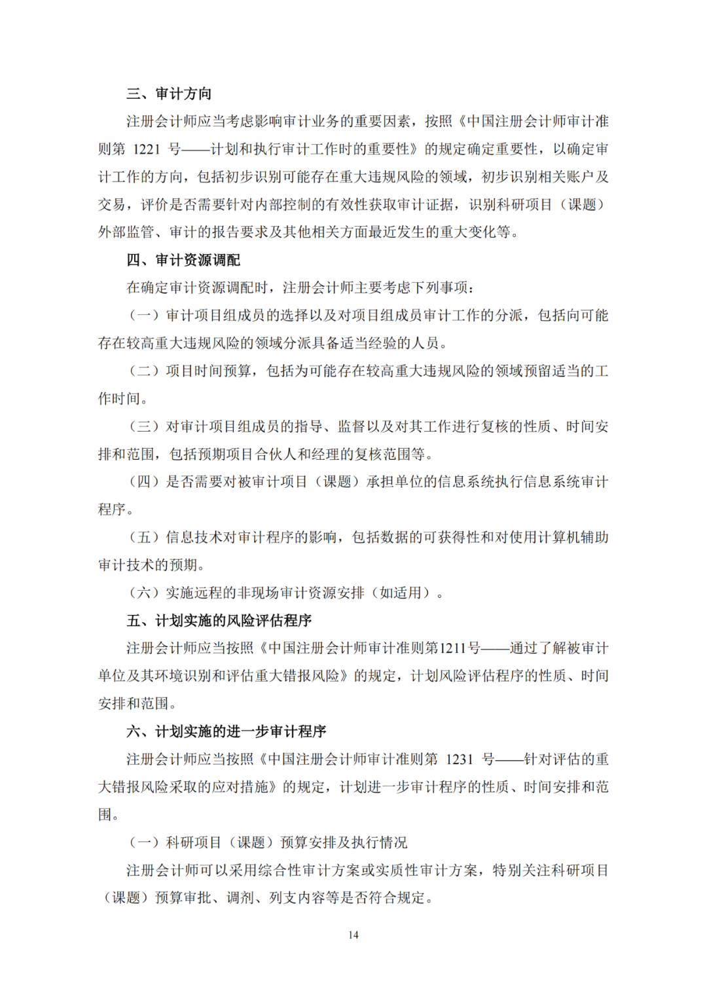 三、审计方向
注册会计师应当考虑影响审计业务的重要因素，按照《中国注册会计师审计准
则第 1221 号——计划和执行审计工作时的重要性》的规定确定重要性，以确定审
计工作的方向，包括初步识别可能存在重大违规风险的领域，初步识别相关账户及
交易，评价是否需要针对内部控制的有效性获取审计证据，识别科研项目（课题）
外部监管、审计的报告要求及其他相关方面最近发生的重大变化等。
四、审计资源调配
在确定审计资源调配时，注册会计师主要考虑下列事项：
（一）审计项目组成员的选择以及对项目组成员审计工作的分派，包括向可能
存在较高重大违规风险的领域分派具备适当经验的人员。
（二）项目时间预算，包括为可能存在较高重大违规风险的领域预留适当的工
作时间。
（三）对审计项目组成员的指导、监督以及对其工作进行复核的性质、时间安
排和范围，包括预期项目合伙人和经理的复核范围等。
（四）是否需要对被审计项目（课题）承担单位的信息系统执行信息系统审计
程序。
（五）信息技术对审计程序的影响，包括数据的可获得性和对使用计算机辅助
审计技术的预期。
（六）实施远程的非现场审计资源安排（如适用）。
五、计划实施的风险评估程序
注册会计师应当按照《中国注册会计师审计准则第1211号——通过了解被审计
单位及其环境识别和评估重大错报风险》的规定，计划风险评估程序的性质、时间
安排和范围。
六、计划实施的进一步审计程序
注册会计师应当按照《中国注册会计师审计准则第 1231 号——针对评估的重
大错报风险采取的应对措施》的规定，计划进一步审计程序的性质、时间安排和范
围。
（一）科研项目（课题）预算安排及执行情况
注册会计师可以采用综合性审计方案或实质性审计方案，特别关注科研项目
（课题）预算审批、调剂、列支内容等是否符合规定。
14